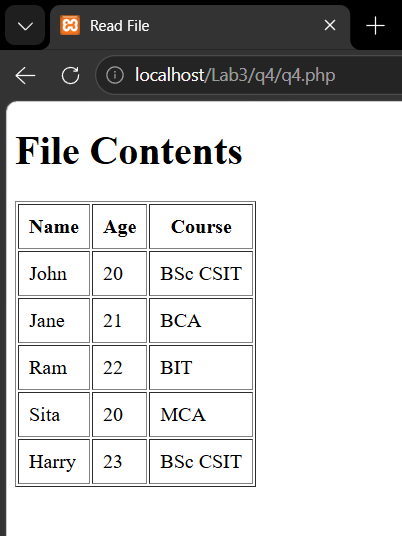 Read File
localhost/Lab3/q4/q4.php
File Contents
Name Age Course
John 20 BSc CSIT
Jane 21 BCA
Ram 22 BIT
Sita 20 MCA
Harry 23 BSc CSIT